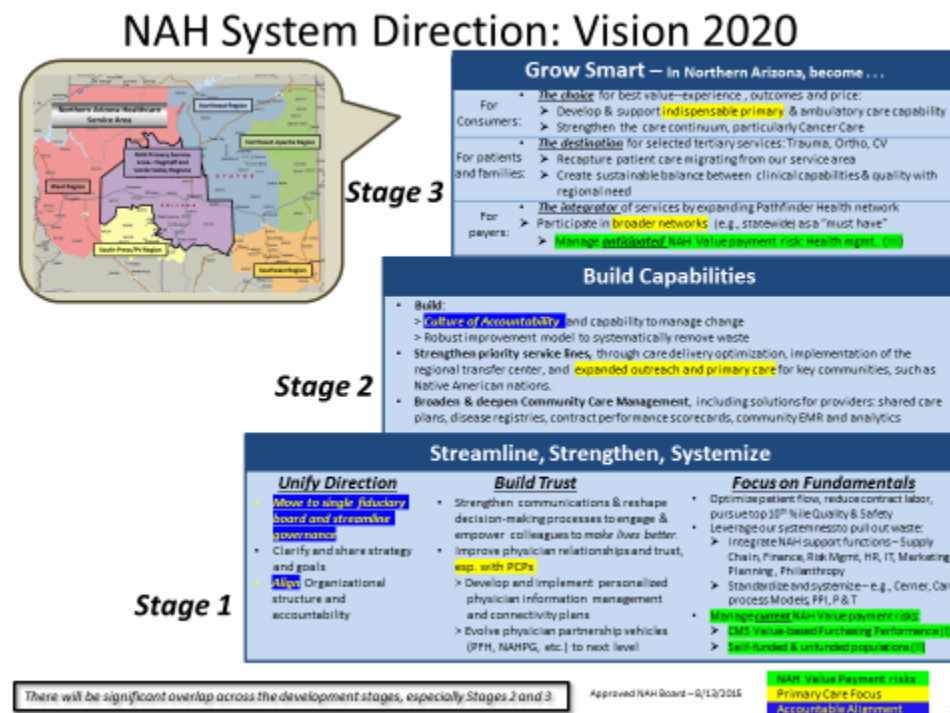 NAH System Direction: Vision 2020
Northern Arizona Healthcare
Service Area
Northeast Region
Northeast Apache Region
NAH Primary Service
Area - Flagstaff and
Verde Valley Regions
West Region
ARIZONA
South Pres/PV Region
Southeast Region
Stage 3
Grow Smart – In Northern Arizona, become . . .
For
Consumers:
• The choice for best value--experience , outcomes and price:
➢ Develop & support indispensable primary & ambulatory care capability
➢ Strengthen the care continuum, particularly Cancer Care
For patients
and families:
• The destination for selected tertiary services: Trauma, Ortho, CV
➢ Recapture patient care migrating from our service area
➢ Create sustainable balance between clinical capabilities & quality with
regional need
For
payers:
• The integrator of services by expanding Pathfinder Health network
➢ Participate in broader networks (e.g., statewide) as a "must have"
➢ Manage anticipated NAH Value payment risk: Health mgmt. (III)
Stage 2
Build Capabilities
• Build:
> Culture of Accountability and capability to manage change
> Robust improvement model to systematically remove waste
• Strengthen priority service lines, through care delivery optimization, implementation of the
regional transfer center, and expanded outreach and primary care for key communities, such as
Native American nations.
• Broaden & deepen Community Care Management, including solutions for providers: shared care
plans, disease registries, contract performance scorecards, community EMR and analytics
Stage 1
Streamline, Strengthen, Systemize
Unify Direction
• Move to single fiduciary
board and streamline
governance
• Clarify and share strategy
and goals
• Align Organizational
structure and
accountability
Build Trust
• Strengthen communications & reshape
decision-making processes to engage &
empower colleagues to make lives better.
• Improve physician relationships and trust,
esp. with PCPs
> Develop and implement personalized
physician information management
and connectivity plans
> Evolve physician partnership vehicles
(PFH, NAHPG, etc.) to next level
Focus on Fundamentals
• Optimize patient flow, reduce contract labor,
pursue top 10th %ile Quality & Safety
• Leverage our systemness to pull out waste:
➢ Integrate NAH support functions – Supply
Chain, Finance, Risk Mgmt, HR, IT, Marketing
Planning , Philanthropy
➢ Standardize and systemize – e.g., Cerner, Care
process Models, PPI, P & T
• Manage current NAH Value payment risks:
➢ CMS Value-based Purchasing Performance (I)
➢ Self-funded & unfunded populations (II)
There will be significant overlap across the development stages, especially Stages 2 and 3
Approved NAH Board – 8/13/2015
NAH Value Payment risks
Primary Care Focus
Accountable Alignment